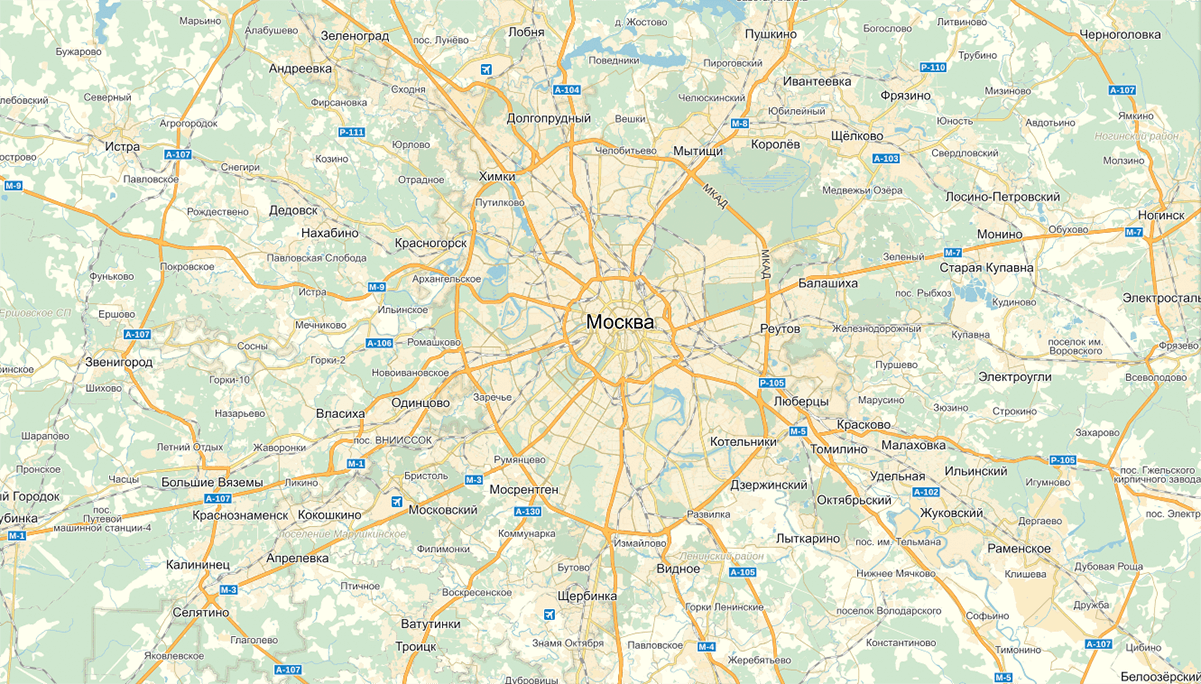 Марьино
Алабушево
Зеленоград
пос. Лунёво
Лобня
д. Жостово
Пушкино
Богослово
Литвиново
Черноголовка
Бужарово
Андреевка
Поведники
Пироговский
Трубино
Р-110
Сходня
А-104
Ивантеевка
Фрязино
Мизиново
А-107
Северный
Фирсановка
Челюскинский
Юбилейный
Агрогородок
Р-111
Долгопрудный
Вешки
М-8
Юность
Авдотьино
Ямкино
Истра
Юрлово
Щёлково
Ногинский район
А-107
Козино
Челобитьево
Мытищи
Королёв
А-103
Свердловский
Молзино
Снегири
Павловское
М-9
Отрадное
Химки
МКАД
Медвежьи Озера
Лосино-Петровский
Рождествено
Дедовск
Путилково
Ногинск
Нахабино
Красногорск
Монино
Обухово
М-7
Павловская Слобода
МКАД
Зеленый
М-7
Покровское
Старая Купавна
Фуньково
Архангельское
Балашиха
М-9
Истра
пос. Рыбхоз
Кудиново
Электросталь
Ершовское СП
Ершово
Ильинское
Мечниково
Москва
Реутов
Железнодорожный
Купавна
А-107
А-106
Ромашково
Сосны
поселок им.
Воровского
Фрязево
Звенигород
Горки-2
Пуршево
Новоивановское
Горки-10
Шихово
Р-105
Электроугли
Всеволодово
Заречье
Одинцово
Люберцы
Марусино
Зюзино
Строкино
Назарьево
Власиха
Красково
М-5
Захарово
Шарапово
пос. ВНИИССОК
Котельники
Летний Отдых
Жаворонки
Томилино
Малаховка
Румянцево
М-1
Р-105
Пронское
Бристоль
Ильинский
пос. Гжельского
кирпичного завода
Часцы
Большие Вяземы
Ликино
М-3
Мосрентген
Дзержинский
Удельная
Игумново
А-107
А-102
Октябрьский
Московский
А-130
Краснознаменск
Кокошкино
Развилка
Жуковский
пос.
Путевой
машинной станции-4
Дергаево
М-1
поселение Марушкинское
Коммунарка
Измайлово
Лыткарино
пос. им. Тельмана
Филимонки
Раменское
Апрелевка
Ленинский район
Калининец
Бутово
Видное
А-105
Нижнее Мячково
Клишева
Дубовая Роща
М-3
Птичное
Воскресенское
Щербинка
Селятино
Горки Ленинские
поселок Володарского
Софьино
Дружба
Ватутинки
Глаголево
Троицк
Знамя Октября
Павловское
М-4
Константиново
А-107
Чибино
Тимонино
Яковлевское
А-107
Жеребятьево
Дубровицы
М-5
Белоозёрский